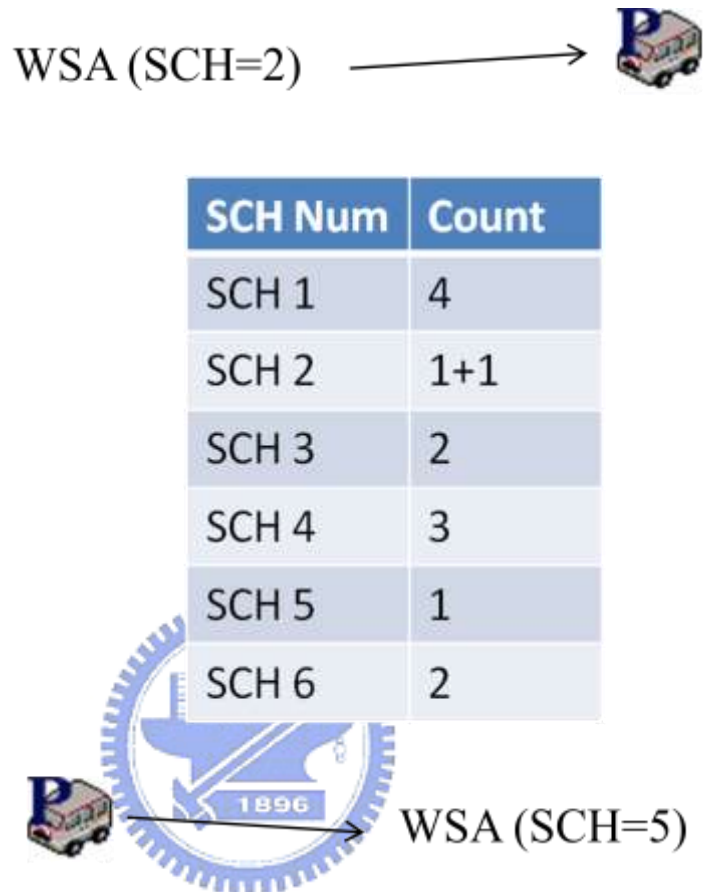 P
WSA (SCH=2)
SCH Num Count
SCH 1 4
SCH 2 1+1
SCH 3 2
SCH 4 3
SCH 5 1
SCH 6 2
1896
P
WSA (SCH=5)